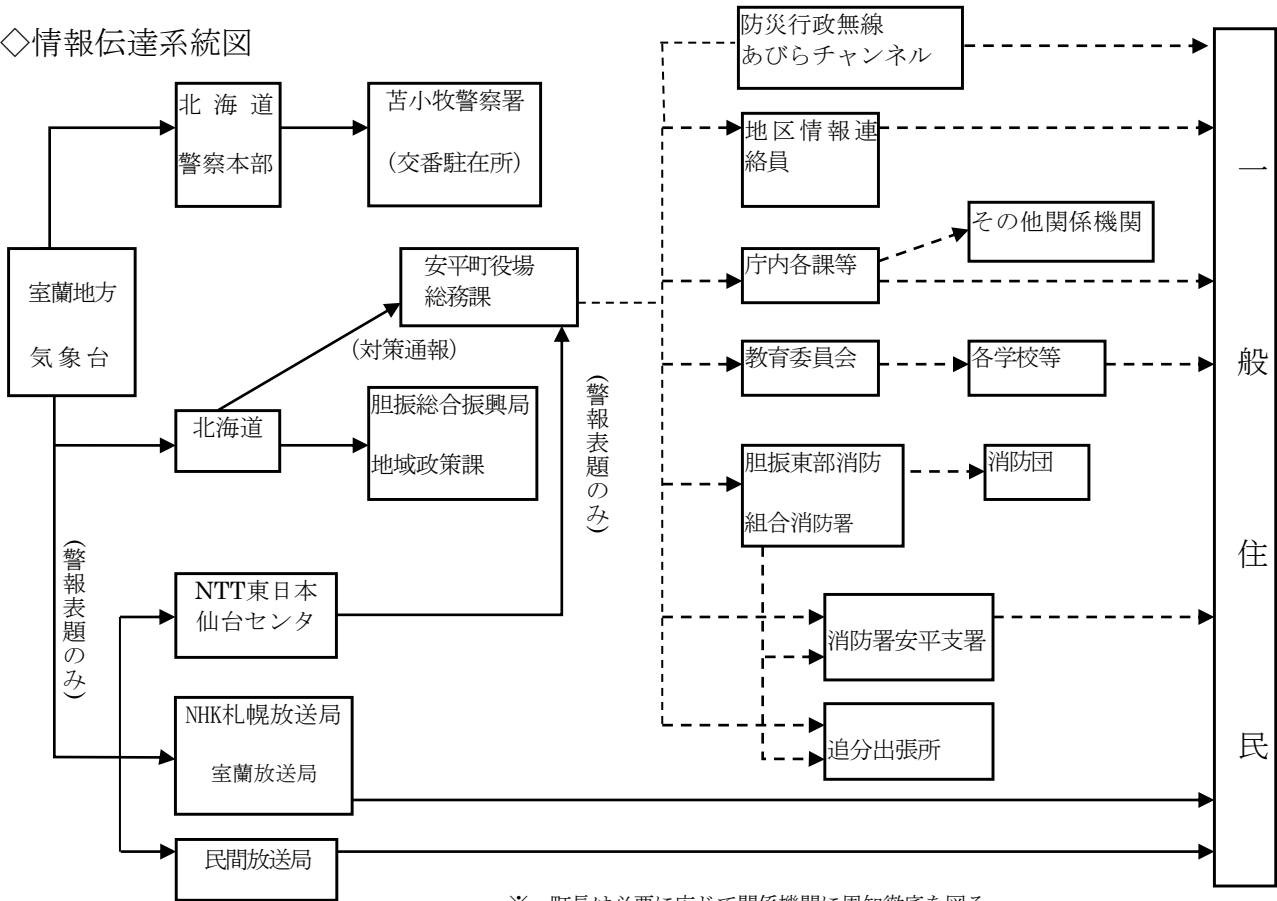 ◇情報伝達系統図
防災行政無線
あびらチャンネル
北海道
警察本部
苫小牧警察署
(交番駐在所)
地区情報連
絡員
その他関係機関
室蘭地方
気象台
安平町役場
総務課
庁内各課等
(対策通報)
教育委員会
各学校等
北海道
胆振総合振興局
地域政策課
(警報表題のみ)
胆振東部消防
組合消防署
消防団
(警報表題のみ)
NTT東日本
仙台センタ
消防署安平支署
NHK札幌放送局
室蘭放送局
追分出張所
民間放送局
一般住民